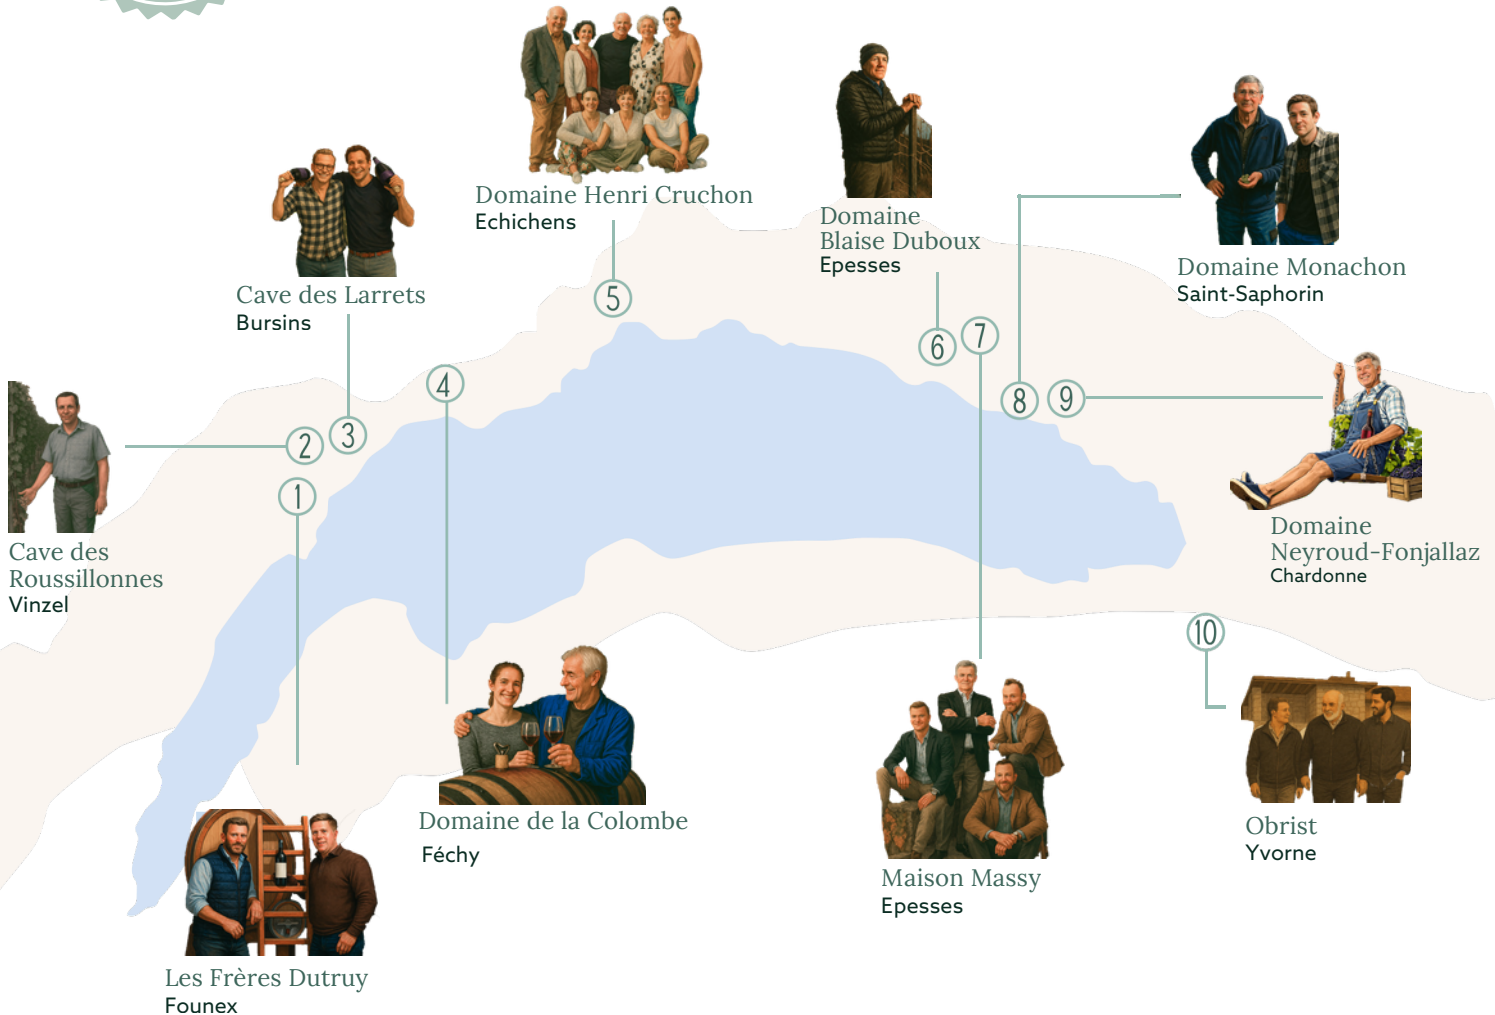 Domaine Henri Cruchon
Echichens
Domaine
Blaise Duboux
Epesses
Domaine Monachon
Saint-Saphorin
Cave des Larrets
Bursins
5
7
6
4
8
9
3
2
1
Cave des
Roussillonnes
Vinzel
Domaine
Neyroud-Fonjallaz
Chardonne
10
Domaine de la Colombe
Féchy
Obrist
Yvorne
Maison Massy
Epesses
Les Frères Dutruy
Founex